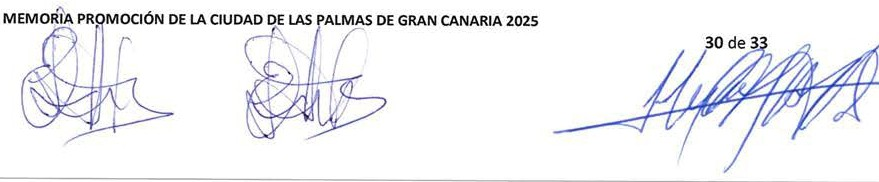 MEMORIA PROMOCIÓN DE LA CIUDAD DE LAS PALMAS DE GRAN CANARIA 2025
30 de 33